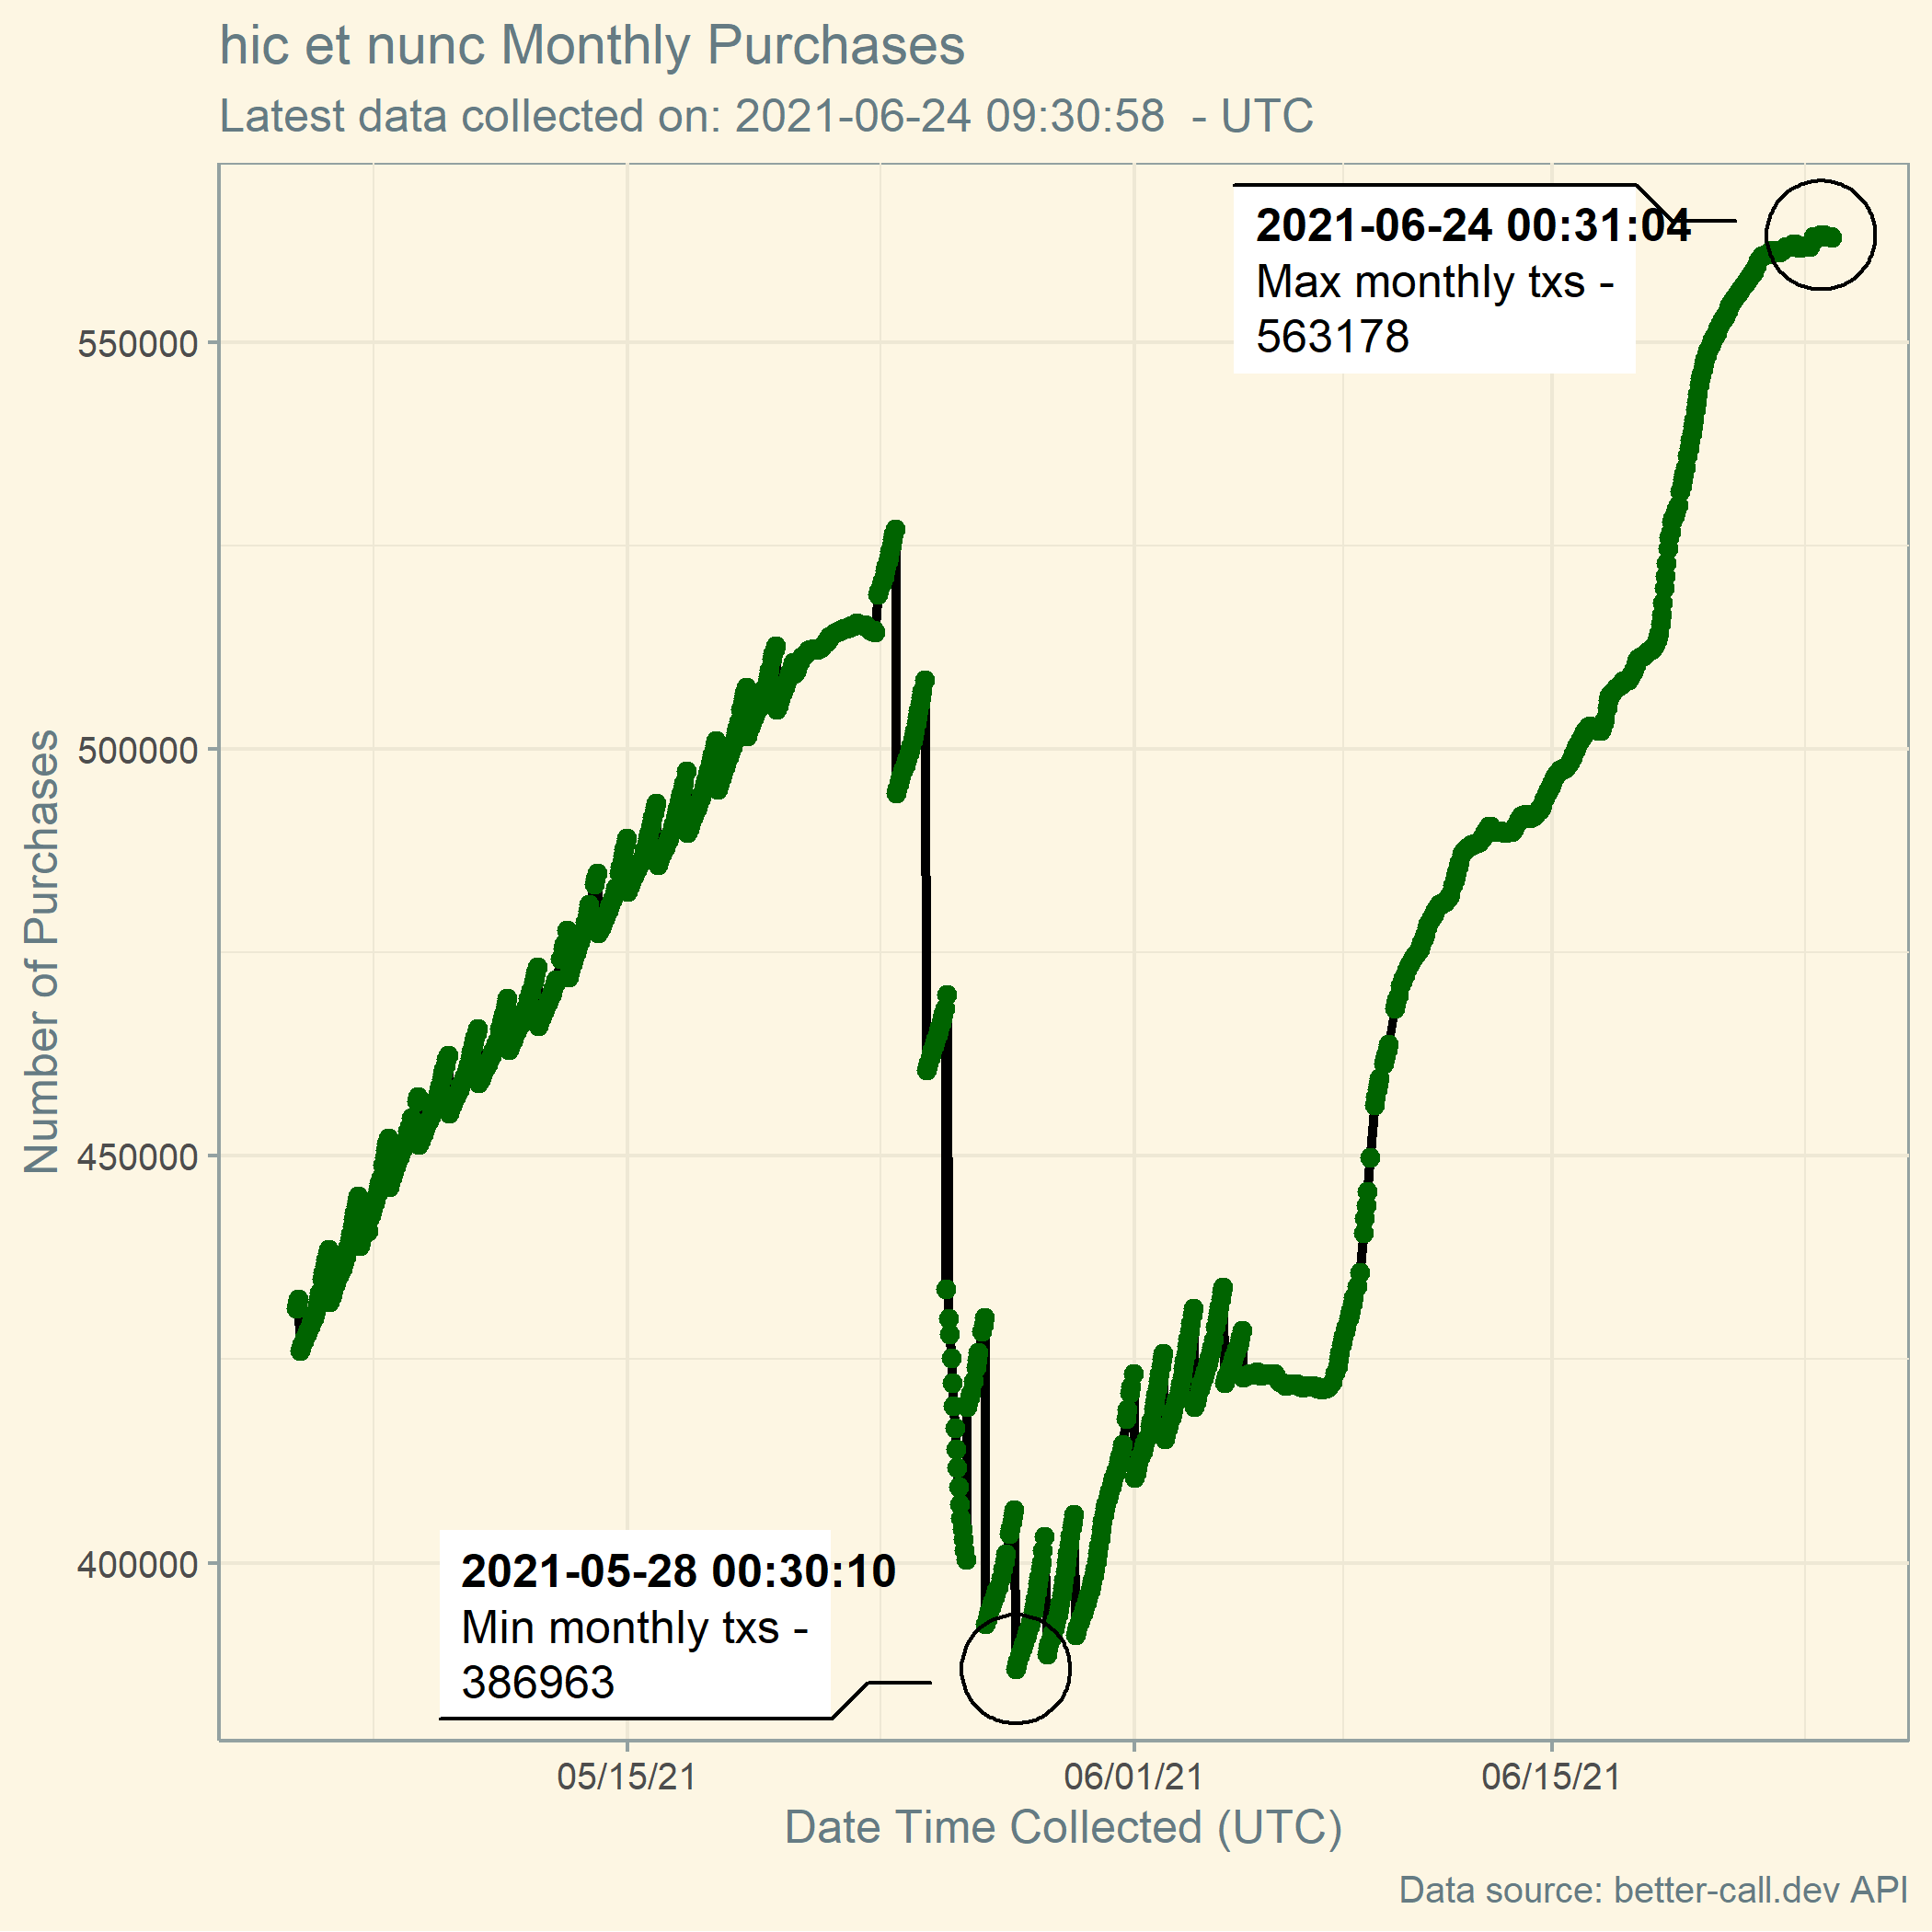 hic et nunc Monthly Purchases
Latest data collected on: 2021-06-24 09:30:58  - UTC
2021-06-24 00:31:04
Max monthly txs -
563178
550000
500000
450000
400000
Number of Purchases
2021-05-28 00:30:10
Min monthly txs -
386963
05/15/21
06/01/21
06/15/21
Date Time Collected (UTC)
Data source: better-call.dev API